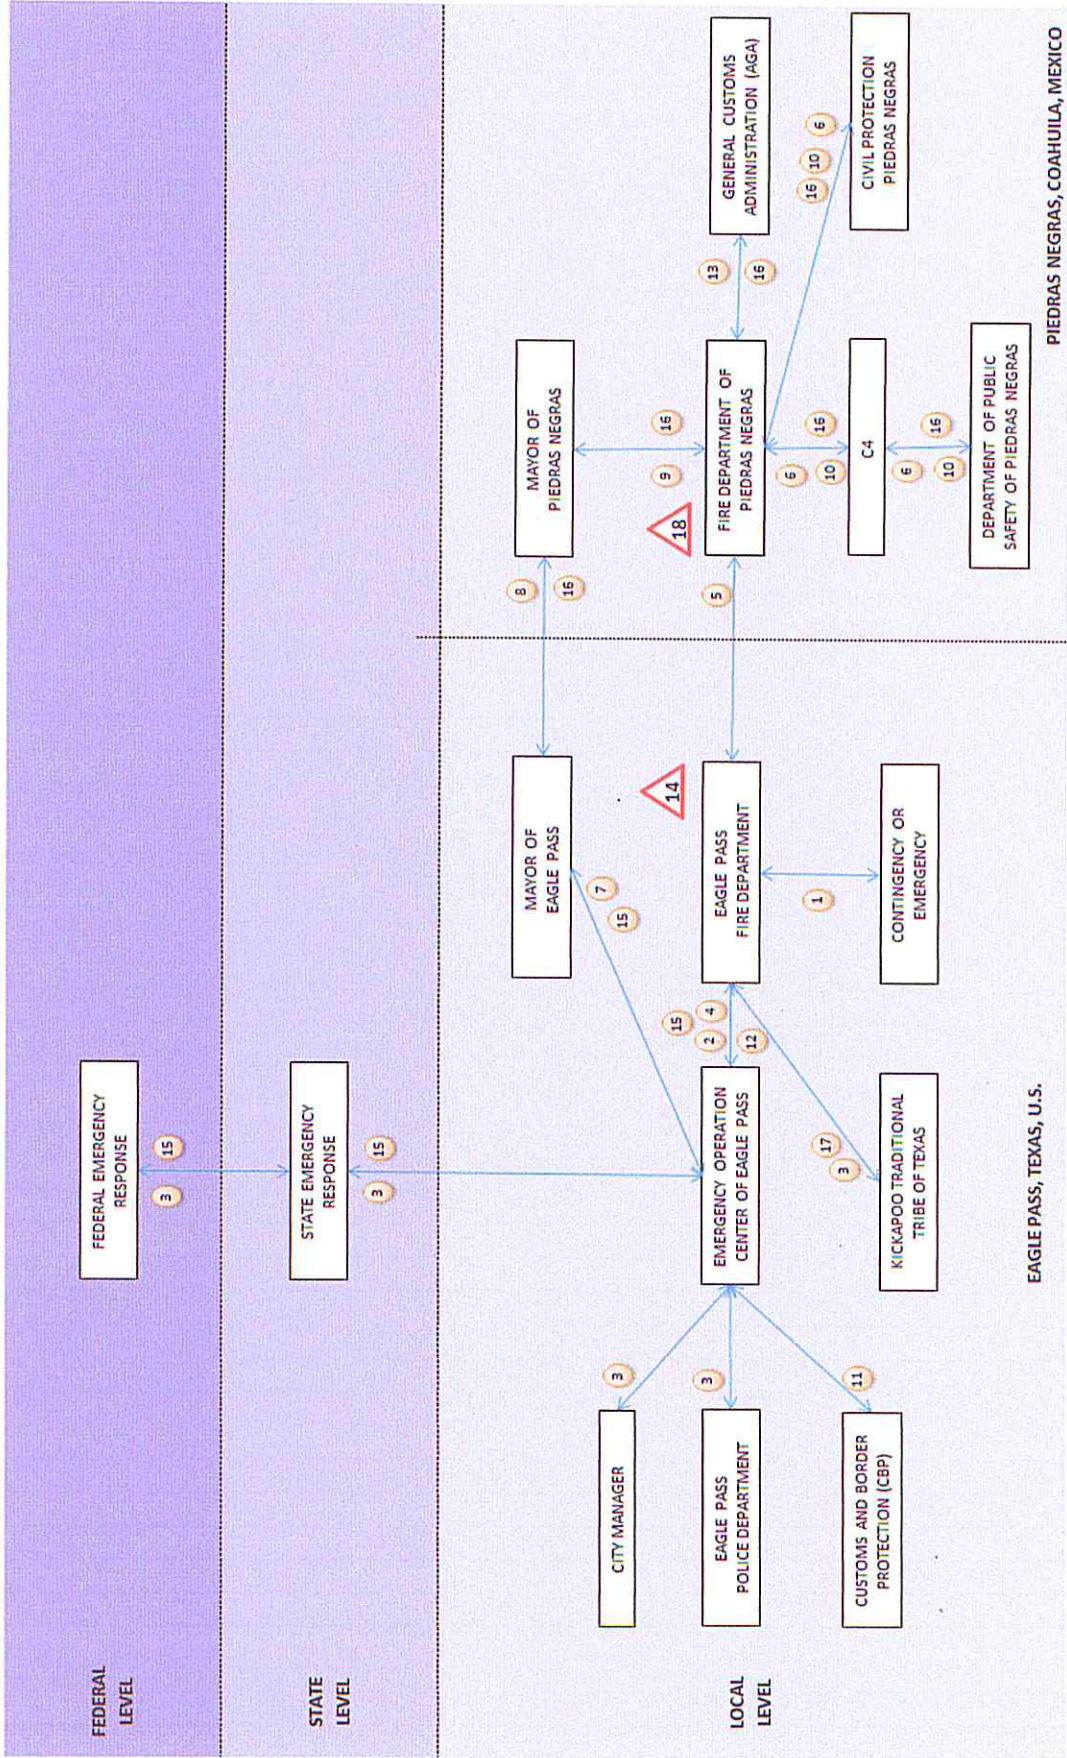 FEDERAL
LEVEL
FEDERAL EMERGENCY
RESPONSE
3
15
STATE
LEVEL
STATE EMERGENCY
RESPONSE
3
15
LOCAL
LEVEL
MAYOR OF
EAGLE PASS
8
16
MAYOR OF
PIEDRAS NEGRAS
7
15
9
16
CITY MANAGER
3
EAGLE PASS
POLICE DEPARTMENT
3
CUSTOMS AND BORDER
PROTECTION (CBP)
11
EMERGENCY OPERATION
CENTER OF EAGLE PASS
15
2
4
12
14
EAGLE PASS
FIRE DEPARTMENT
5
18
FIRE DEPARTMENT OF
PIEDRAS NEGRAS
13
16
GENERAL CUSTOMS
ADMINISTRATION (AGA)
3
17
KICKAPOO TRADITIONAL
TRIBE OF TEXAS
1
CONTINGENCY OR
EMERGENCY
6
10
16
C4
16
10
6
CIVIL PROTECTION
PIEDRAS NEGRAS
6
10
16
DEPARTMENT OF PUBLIC
SAFETY OF PIEDRAS NEGRAS
EAGLE PASS, TEXAS, U.S.
PIEDRAS NEGRAS, COAHUILA, MEXICO